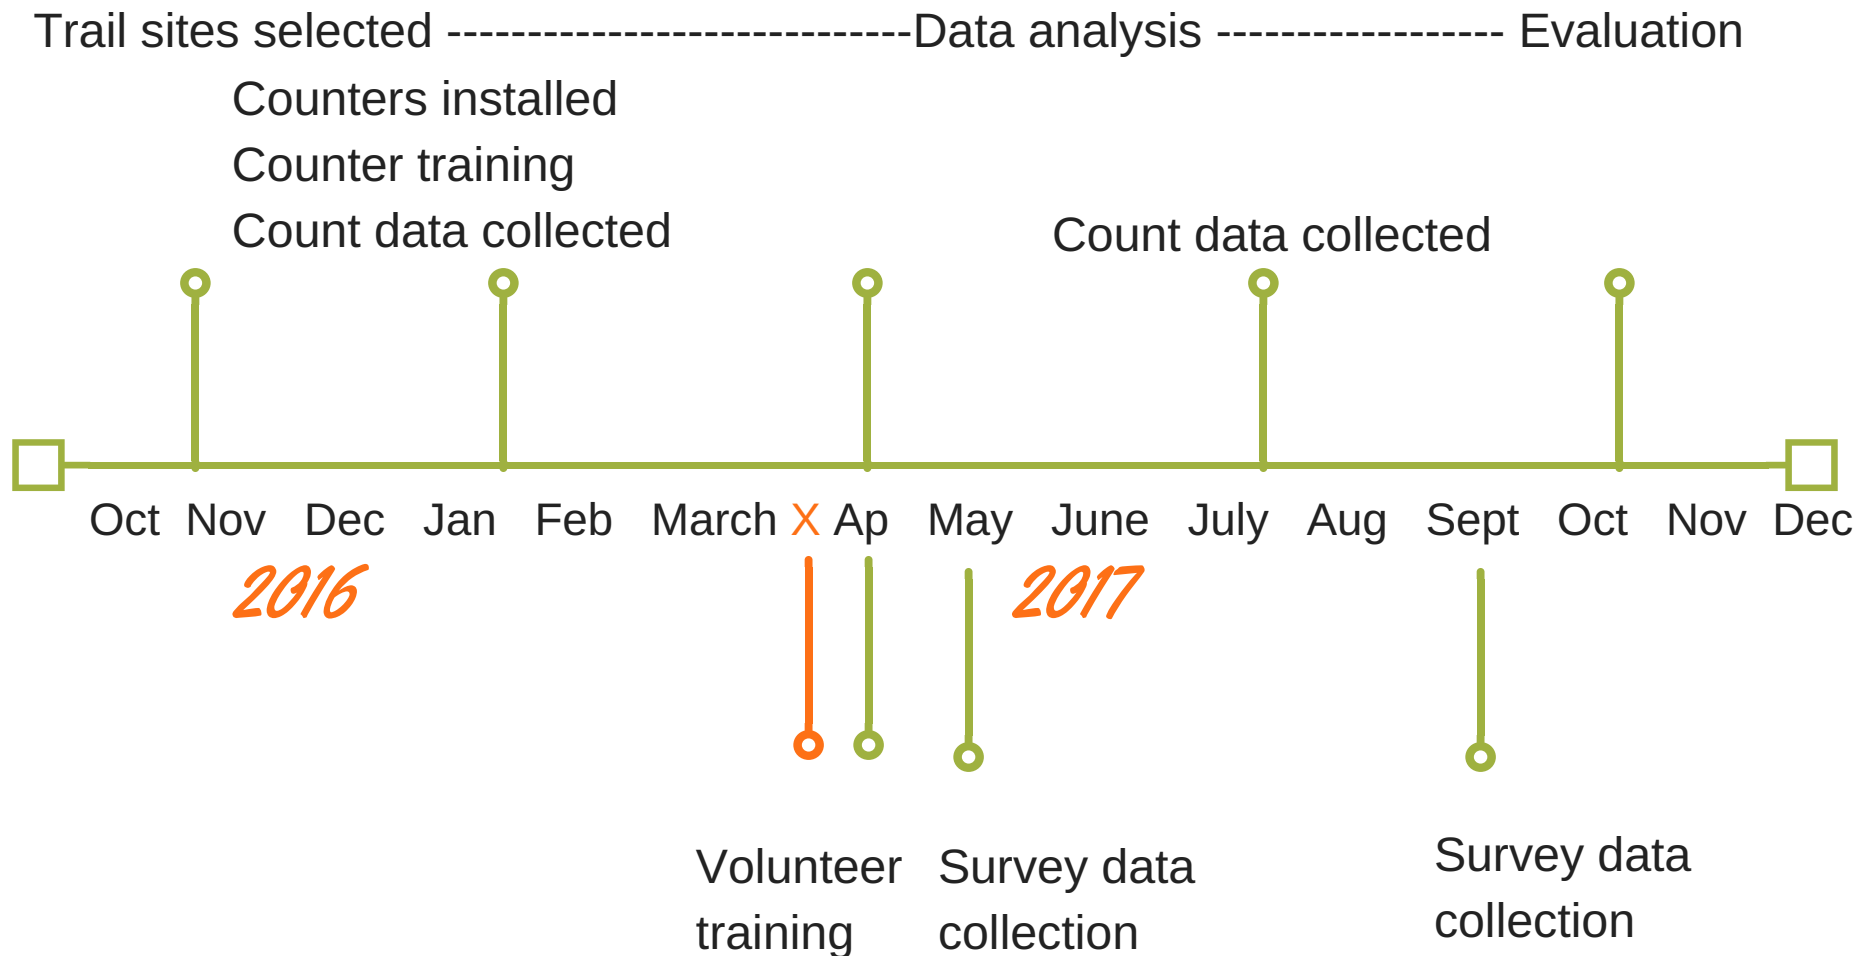 Trail sites selected -----------------------------Data analysis ------------------ Evaluation
Counters installed
Counter training
Count data collected
Count data collected
Oct Nov Dec Jan Feb March X Ap May June July Aug Sept Oct Nov Dec
2016
2017
Volunteer
training
Survey data
collection
Survey data
collection